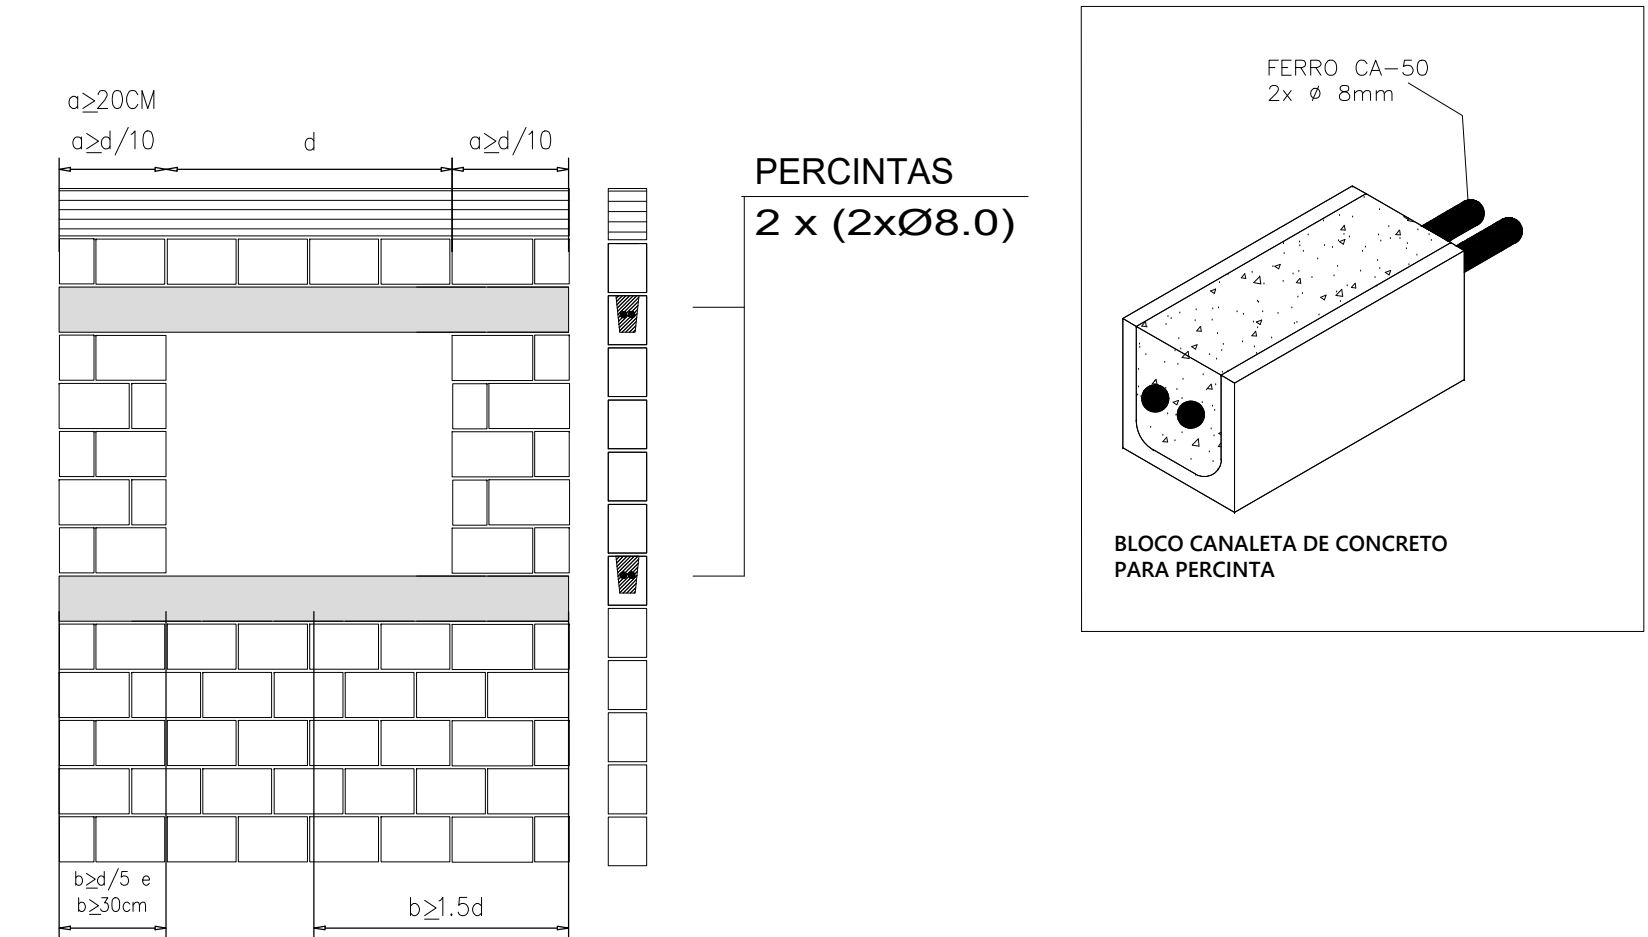 a≥20CM
a≥d/10
d
a≥d/10
PERCINTAS
2 x (2xØ8.0)
b≥d/5 e
b≥30cm
b≥1.5d
FERRO CA-50
2x ø 8mm
BLOCO CANALETA DE CONCRETO
PARA PERCINTA